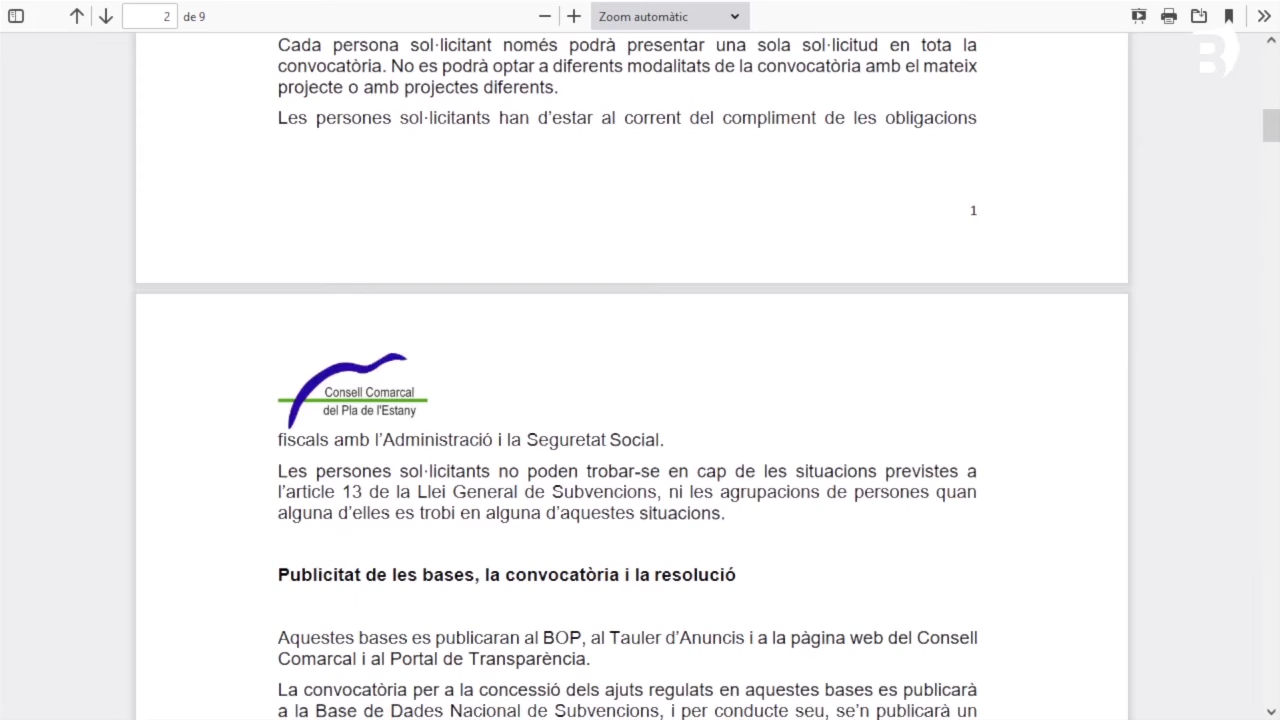 2
de 9
Zoom automàtic
B
Cada persona sol·licitant només podrà presentar una sola sol·licitud en tota la
convocatòria. No es podrà optar a diferents modalitats de la convocatòria amb el mateix
projecte o amb projectes diferents.
Les persones sol·licitants han d’estar al corrent del compliment de les obligacions
1
Consell Comarcal
del Pla de l'Estany
fiscals amb l’Administració i la Seguretat Social.
Les persones sol·licitants no poden trobar-se en cap de les situacions previstes a
l’article 13 de la Llei General de Subvencions, ni les agrupacions de persones quan
alguna d’elles es trobi en alguna d’aquestes situacions.
Publicitat de les bases, la convocatòria i la resolució
Aquestes bases es publicaran al BOP, al Tauler d’Anuncis i a la pàgina web del Consell
Comarcal i al Portal de Transparència.
La convocatòria per a la concessió dels ajuts regulats en aquestes bases es publicarà
a la Base de Dades Nacional de Subvencions, i per conducte seu, se’n publicarà un